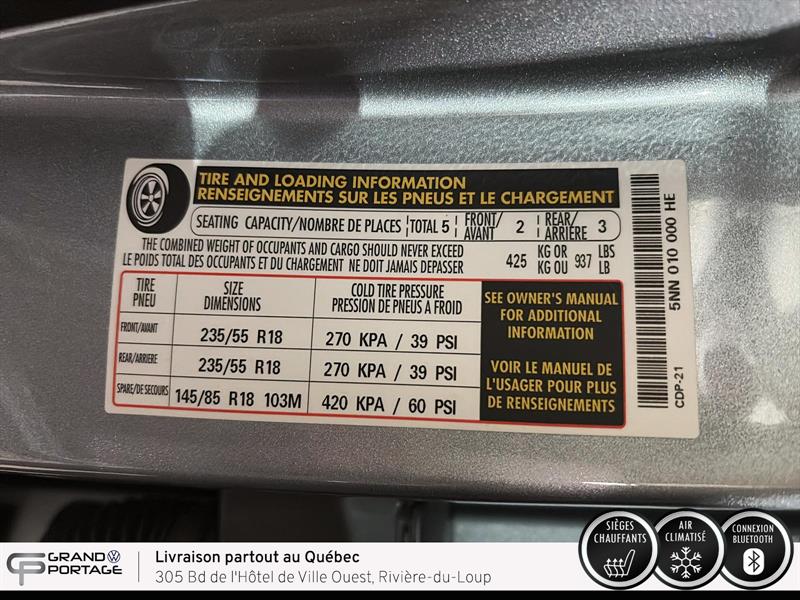 TIRE AND LOADING INFORMATION
RENSEIGNEMENTS SUR LES PNEUS ET LE CHARGEMENT
SEATING CAPACITY/NOMBRE DE PLACES TOTAL 5 FRONT/AVANT 2 REAR/ARRIÈRE 3
THE COMBINED WEIGHT OF OCCUPANTS AND CARGO SHOULD NEVER EXCEED 425 KG OR 937 LBS
LE POIDS TOTAL DES OCCUPANTS ET DU CHARGEMENT NE DOIT JAMAIS DEPASSER KG OU LB
TIRE PNEU
SIZE DIMENSIONS
COLD TIRE PRESSURE
PRESSION DE PNEUS A FROID
FRONT/AVANT 235/55 R18 270 KPA / 39 PSI
REAR/ARRIERE 235/55 R18 270 KPA / 39 PSI
SPARE/DE SECOURS 145/85 R18 103M 420 KPA / 60 PSI
SEE OWNER'S MANUAL
FOR ADDITIONAL
INFORMATION
VOIR LE MANUEL DE
L'USAGER POUR PLUS
DE RENSEIGNEMENTS
5NN 010 000 HE
CDP-21
GP GRAND PORTAGE
Livraison partout au Québec
305 Bd de l'Hôtel de Ville Ouest, Rivière-du-Loup
SIÈGES
CHAUFFANTS
AIR
CLIMATISÉ
CONNEXION
BLUETOOTH